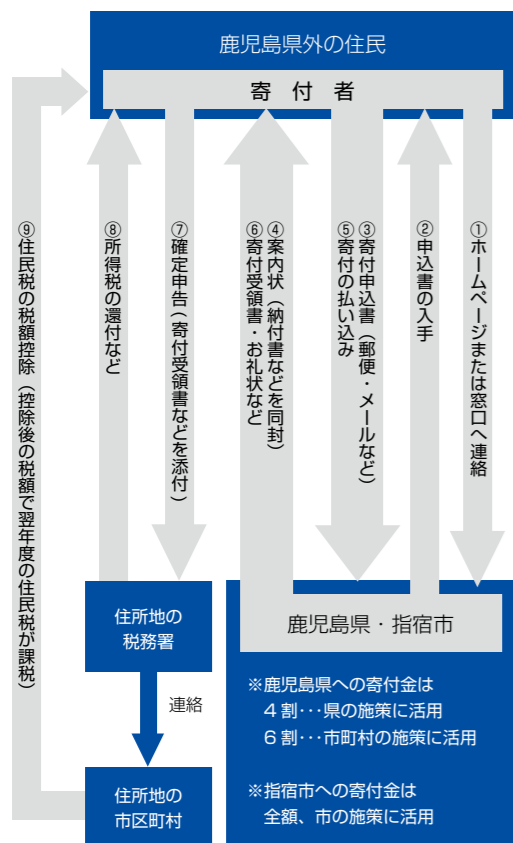 鹿児島県外の住民
寄付者
①ホームページまたは窓口へ連絡
②申込書の入手
③寄付申込書（郵便・メールなど）
⑤寄付の払い込み
④案内状（納付書などを同封）
⑥寄付受領書・お礼状など
⑦確定申告（寄付受領書などを添付）
⑧所得税の還付など
⑨住民税の税額控除（控除後の税額で翌年度の住民税が課税）
住所地の
税務署
連絡
住所地の
市区町村
鹿児島県・指宿市
※鹿児島県への寄付金は
4割･･･県の施策に活用
6割･･･市町村の施策に活用
※指宿市への寄付金は
全額、市の施策に活用